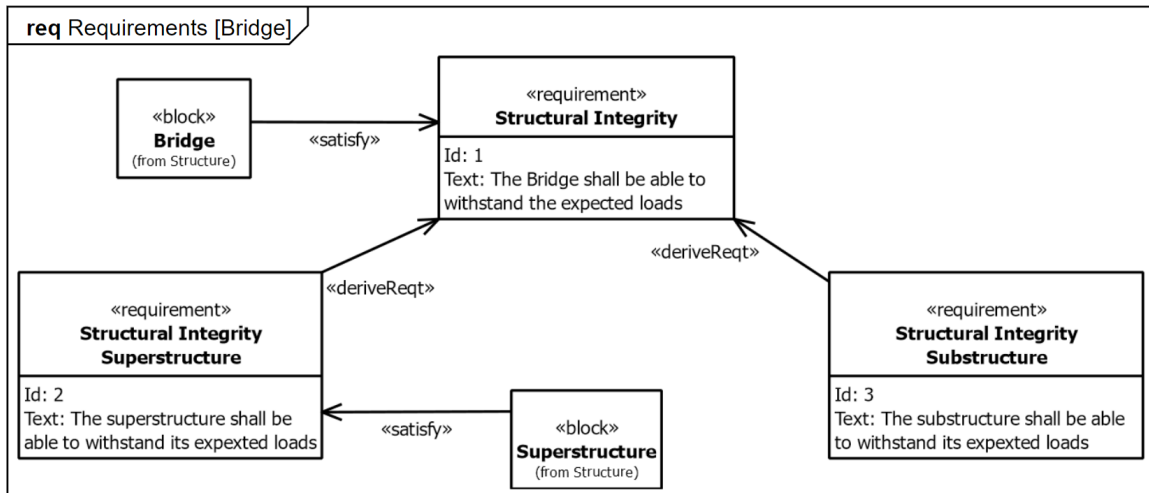 req Requirements [Bridge]
«block»
Bridge
(from Structure)
«satisfy»
«requirement»
Structural Integrity
Id: 1
Text: The Bridge shall be able to
withstand the expected loads
«deriveReqt»
«deriveReqt»
«requirement»
Structural Integrity
Superstructure
Id: 2
Text: The superstructure shall be
able to withstand its expexted loads
«satisfy»
«block»
Superstructure
(from Structure)
«requirement»
Structural Integrity
Substructure
Id: 3
Text: The substructure shall be able
to withstand its expexted loads